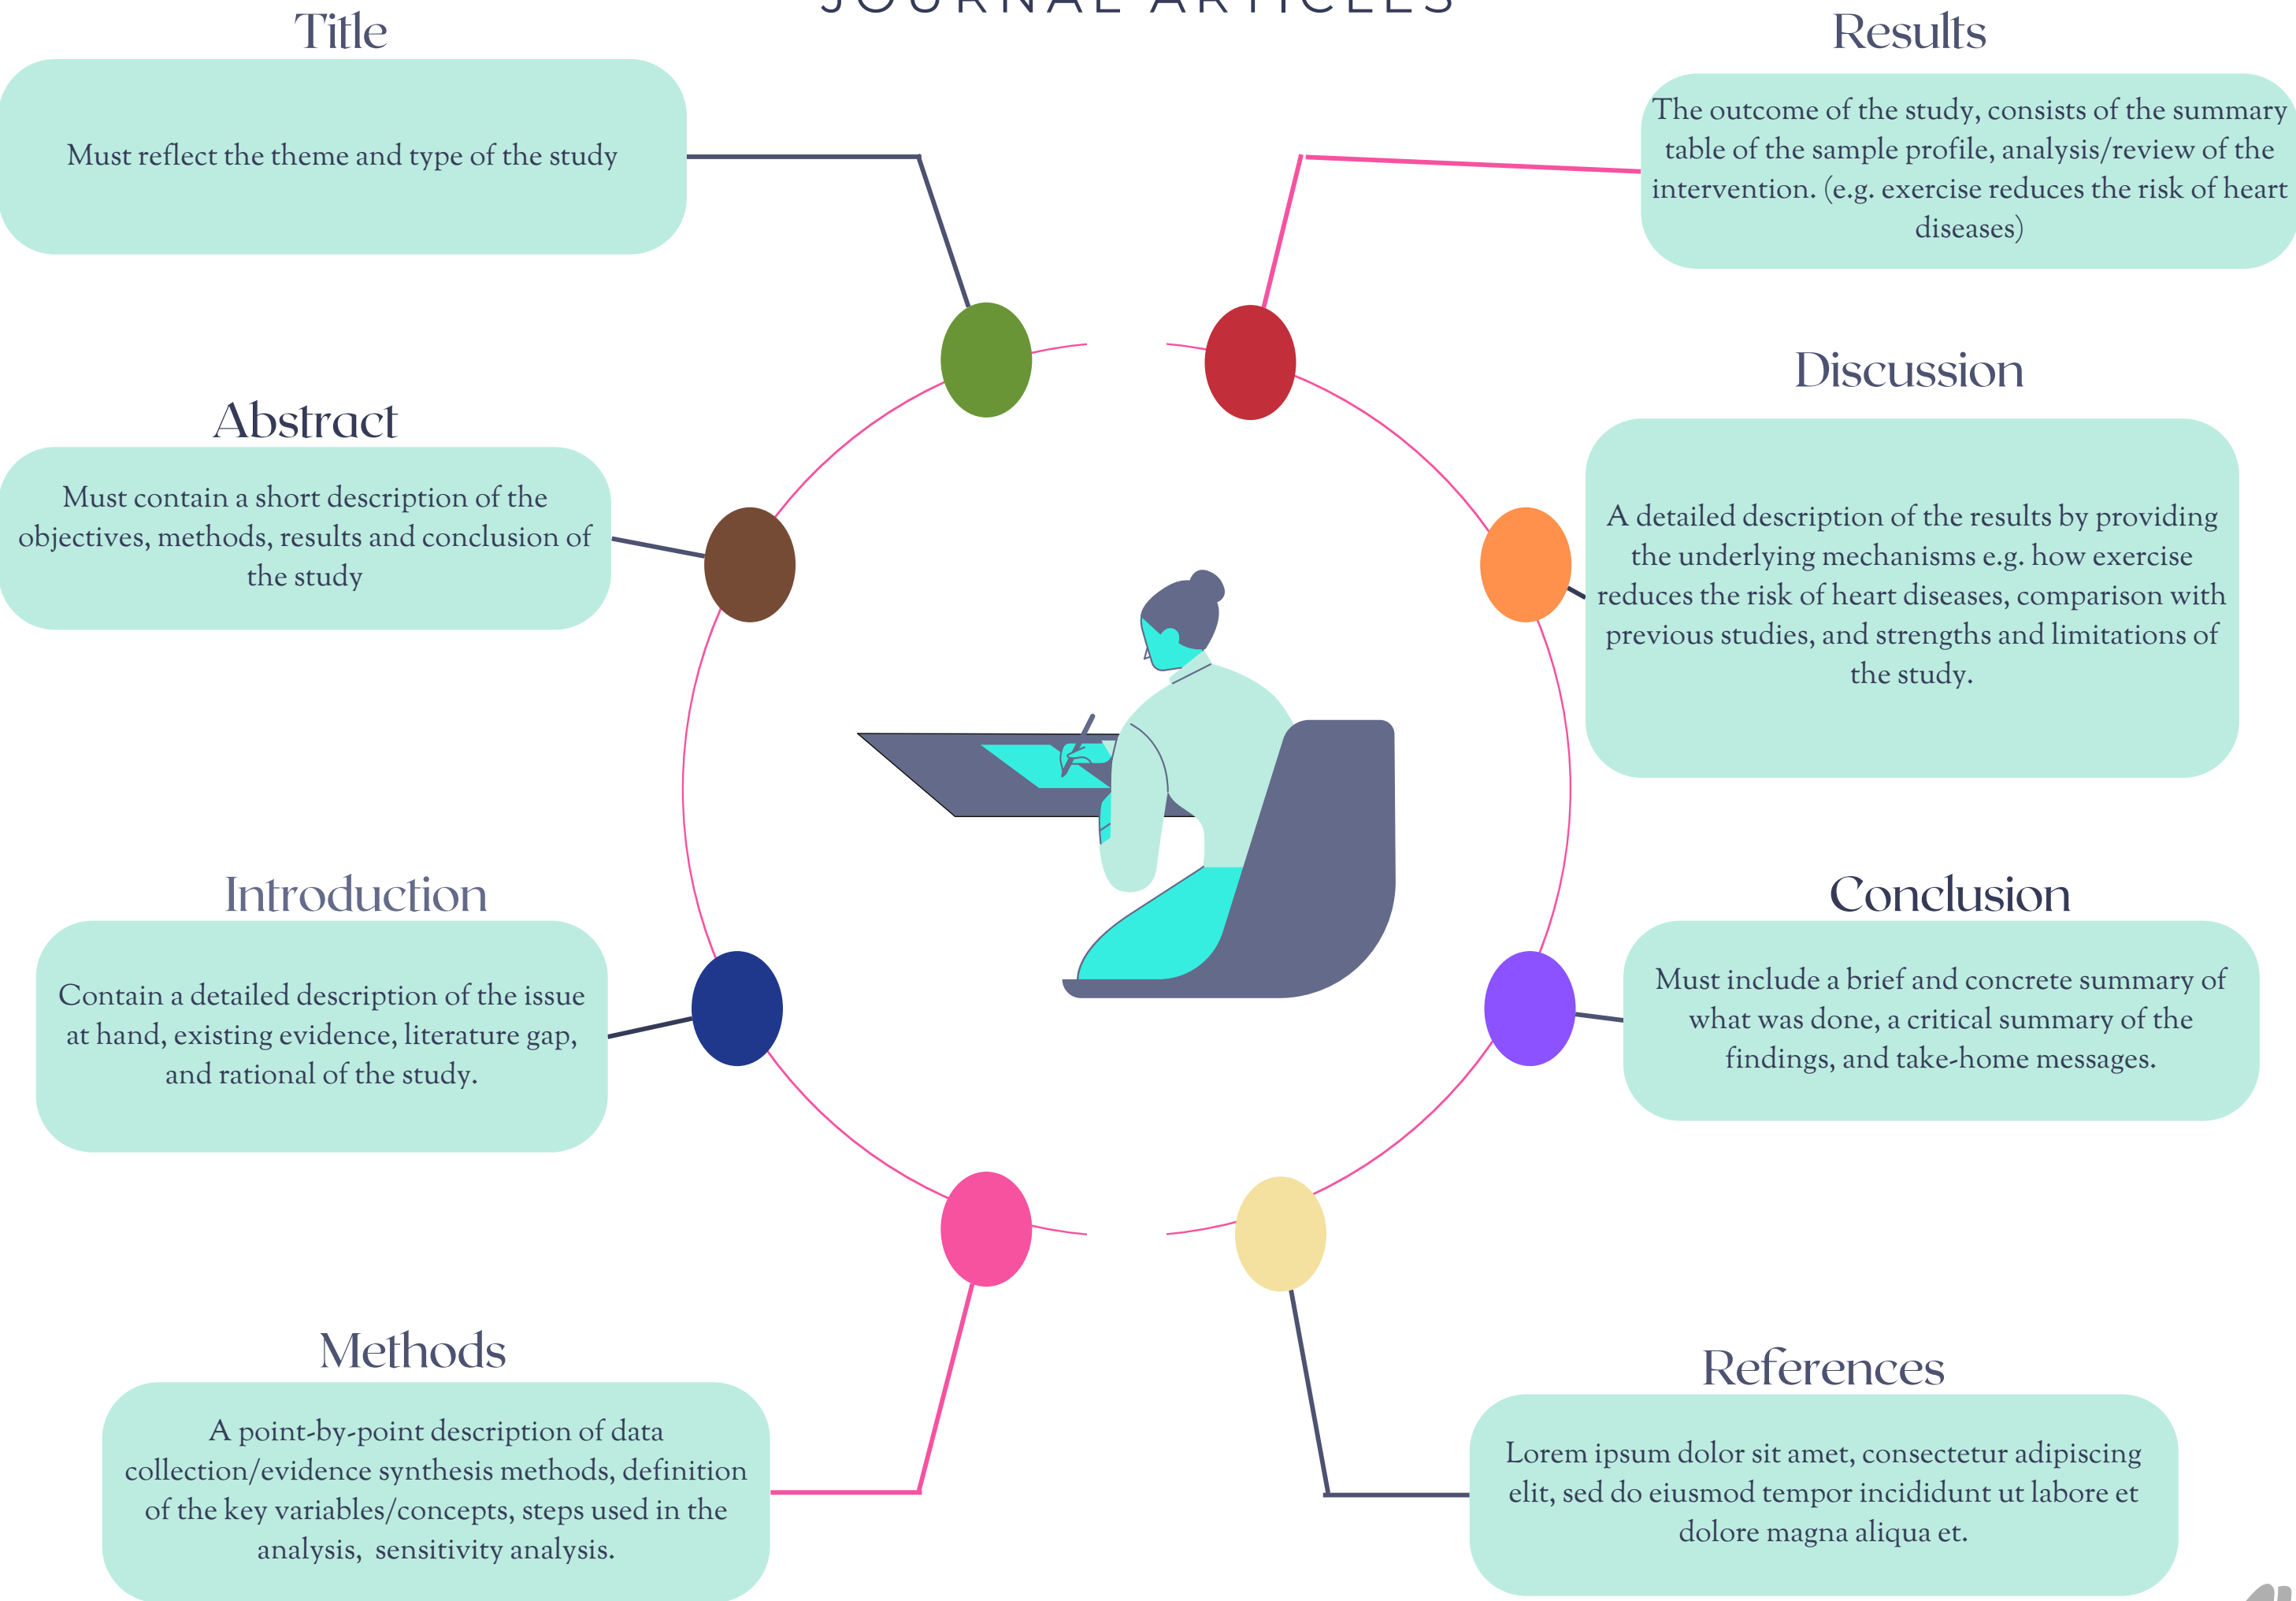 JOURNAL ARTICLES
Title
Must reflect the theme and type of the study
Abstract
Must contain a short description of the
objectives, methods, results and conclusion of
the study
Introduction
Contain a detailed description of the issue
at hand, existing evidence, literature gap,
and rational of the study.
Methods
A point-by-point description of data
collection/evidence synthesis methods, definition
of the key variables/concepts, steps used in the
analysis, sensitivity analysis.
Results
The outcome of the study, consists of the summary
table of the sample profile, analysis/review of the
intervention. (e.g. exercise reduces the risk of heart
diseases)
Discussion
A detailed description of the results by providing
the underlying mechanisms e.g. how exercise
reduces the risk of heart diseases, comparison with
previous studies, and strengths and limitations of
the study.
Conclusion
Must include a brief and concrete summary of
what was done, a critical summary of the
findings, and take-home messages.
References
Lorem ipsum dolor sit amet, consectetur adipiscing
elit, sed do eiusmod tempor incididunt ut labore et
dolore magna aliqua et.